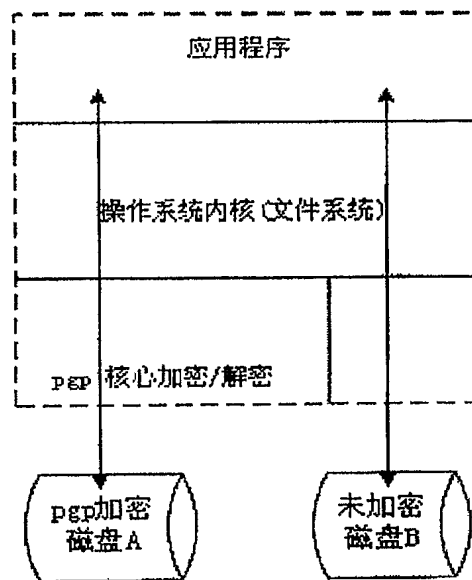 应用程序
操作系统内核(文件系统)
pgp 核心加密/解密
pgp加密
磁盘A
未加密
磁盘B